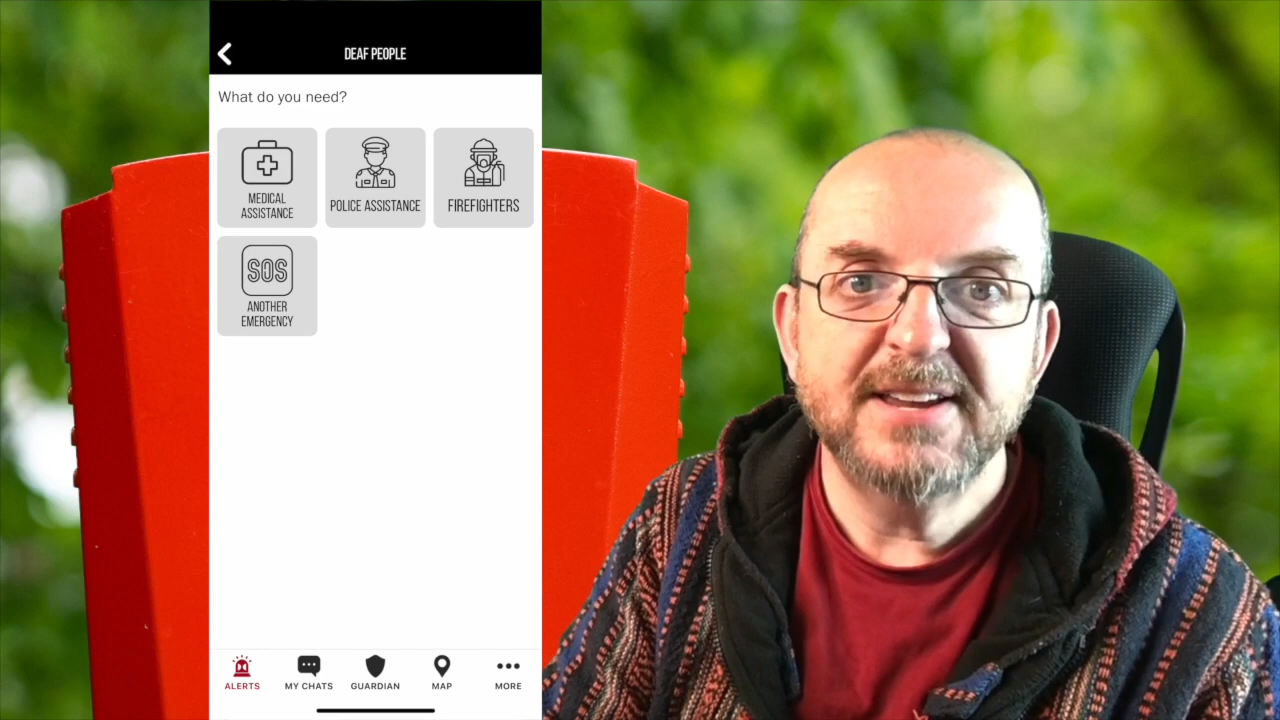 DEAF PEOPLE
What do you need?
MEDICAL
ASSISTANCE
POLICE ASSISTANCE
FIREFIGHTERS
SOS
ANOTHER
EMERGENCY
ALERTS
MY CHATS
GUARDIAN
MAP
MORE